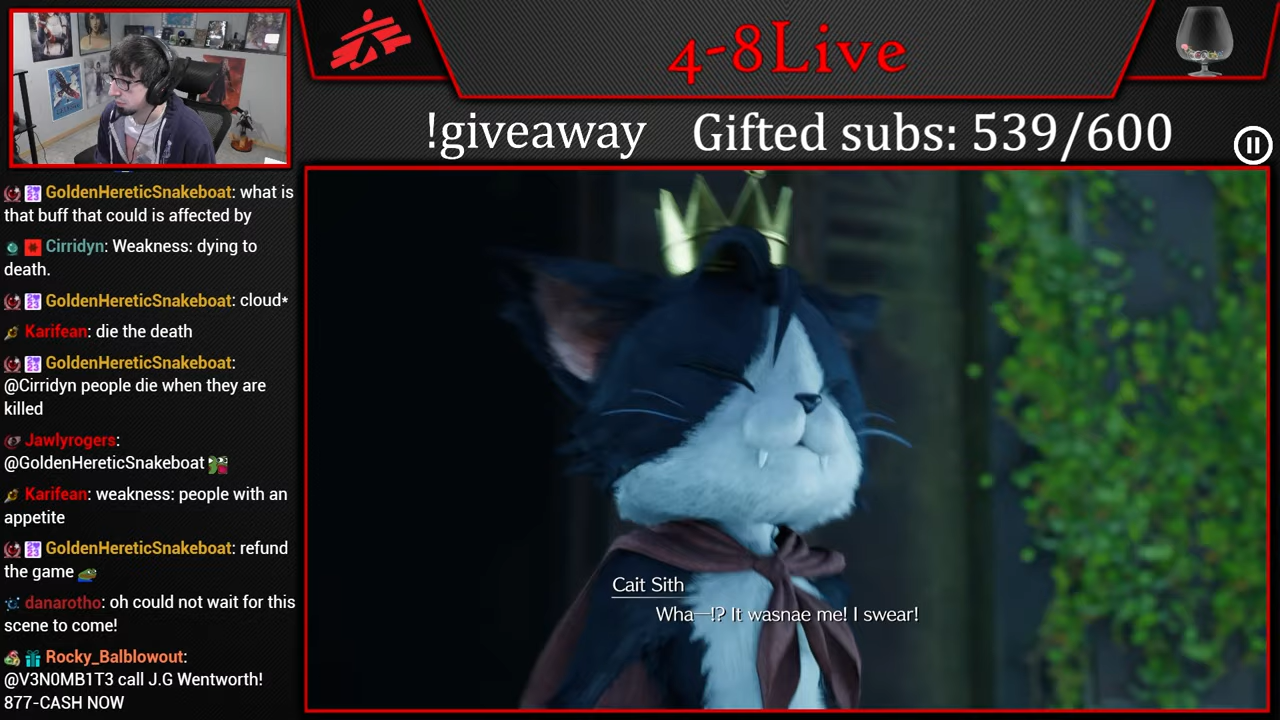 4-8Live
!giveaway Gifted subs: 539/600
GoldenHereticSnakeboat: what is
that buff that could is affected by
Cirridyn: Weakness: dying to
death.
GoldenHereticSnakeboat: cloud*
Karifean: die the death
GoldenHereticSnakeboat:
@Cirridyn people die when they are
killed
Jawlyrogers:
@GoldenHereticSnakeboat
Karifean: weakness: people with an
appetite
GoldenHereticSnakeboat: refund
the game
danarotho: oh could not wait for this
scene to come!
Rocky_Balblowout:
@V3N0MB1T3 call J.G Wentworth!
877-CASH NOW
Cait Sith
Wha—!? It wasnae me! I swear!